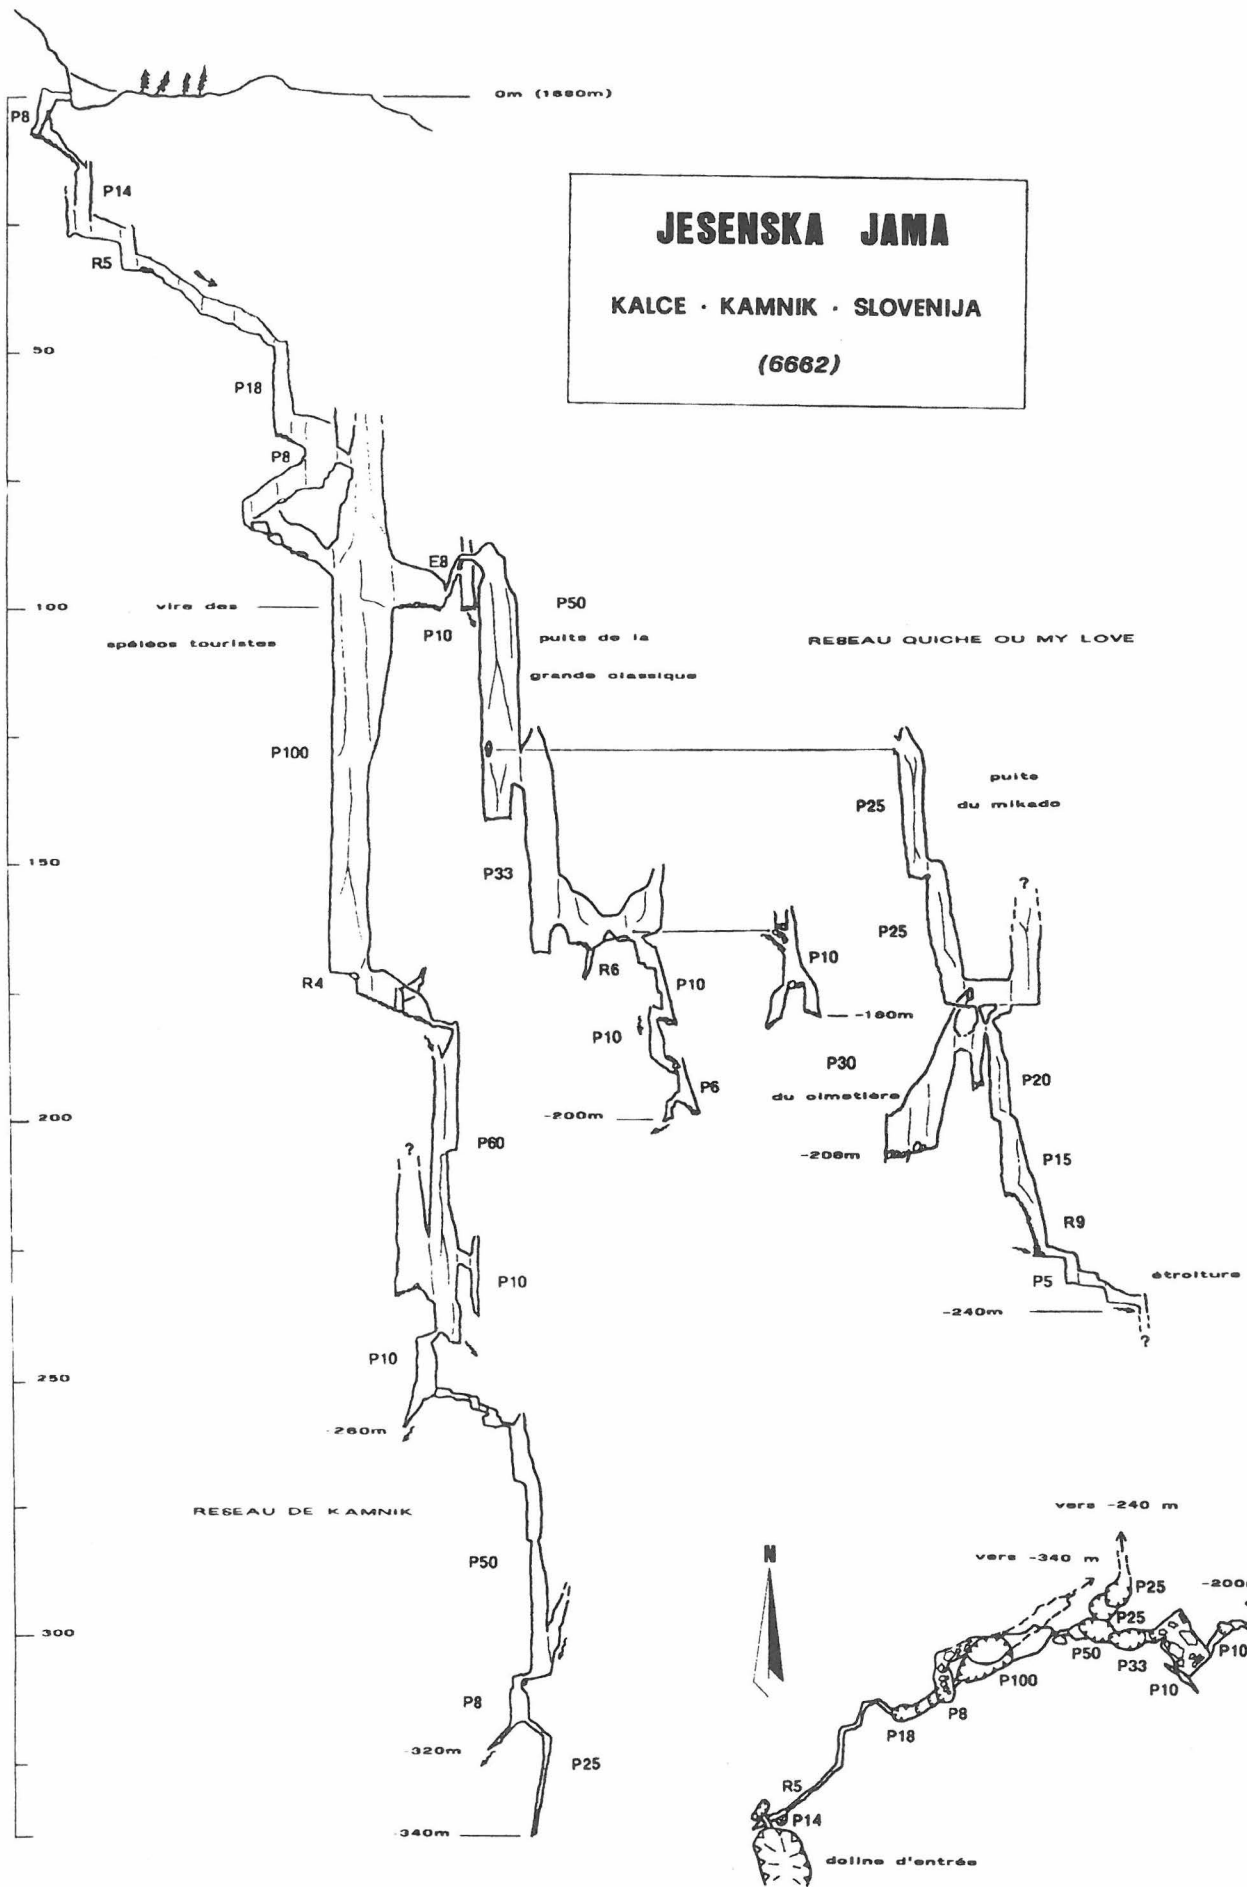 0m (1680m)
P8
P14
JESENSKA JAMA
R5
KALCE · KAMNIK · SLOVENIJA
50
(6662)
P18
P8
E8
100
vire des
spéléos touristes
P10
P50
puits de la
grande classique
RESEAU QUICHE OU MY LOVE
P100
puits
du mikado
P25
150
P33
?
P25
R4
R6
P10
P10
-180m
P10
P30
du cimetière
P20
P6
200
-200m
P60
?
-208m
P15
R9
P10
P5
étroiture
-240m
?
P10
250
-260m
RESEAU DE KAMNIK
vers -240 m
P50
N
vers -340 m
P25
-200m
P25
300
P50
P33
P10
P100
P10
P8
P8
P18
-320m
P25
R5
P14
-340m
doline d'entrée